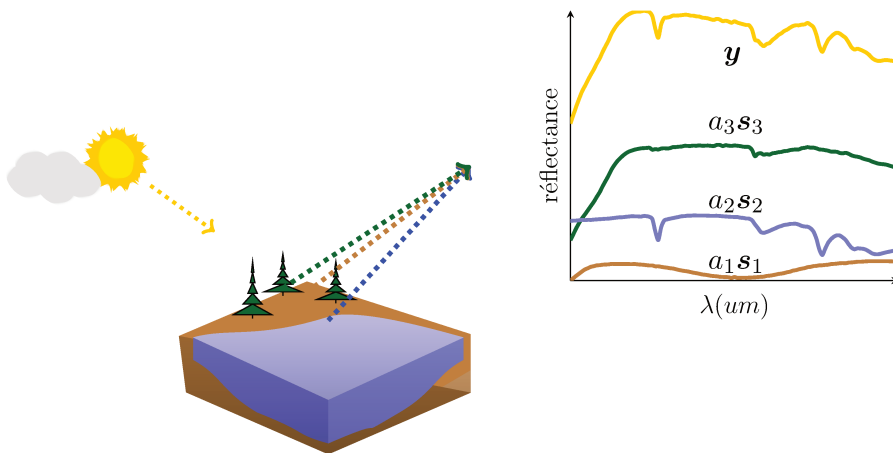 y
a₃s₃
réflectance
a₂s₂
a₁s₁
λ(um)